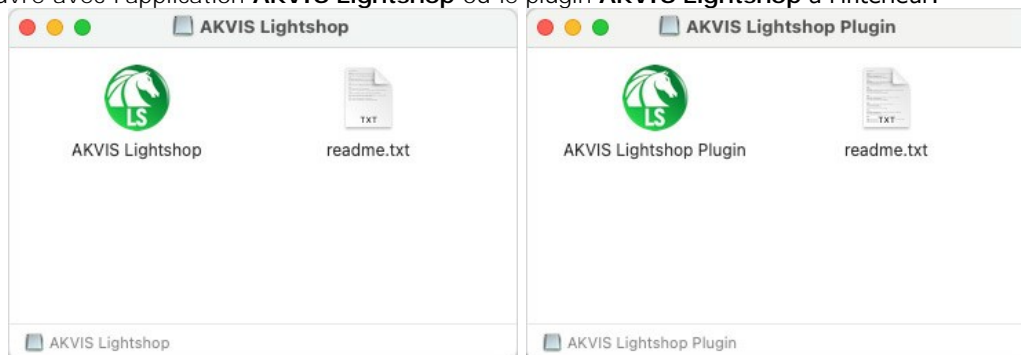 avec l'application AKVIS Lightshop ou le plugin AKVIS Lightshop à l'intérieur.
AKVIS Lightshop
LS
TXT
AKVIS Lightshop
readme.txt
AKVIS Lightshop
AKVIS Lightshop Plugin
LS
TXT
AKVIS Lightshop Plugin
readme.txt
AKVIS Lightshop Plugin